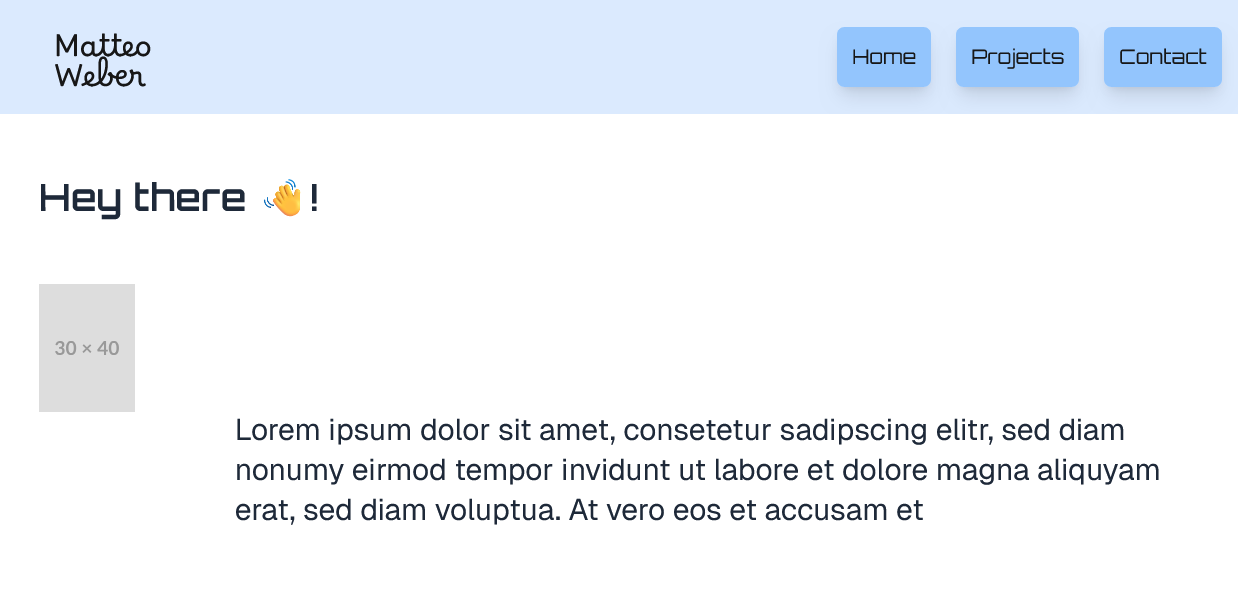 Matteo
Weber
Home
Projects
Contact
Hey there 👋!
30 × 40
Lorem ipsum dolor sit amet, consetetur sadipscing elitr, sed diam
nonumy eirmod tempor invidunt ut labore et dolore magna aliquyam
erat, sed diam voluptua. At vero eos et accusam et